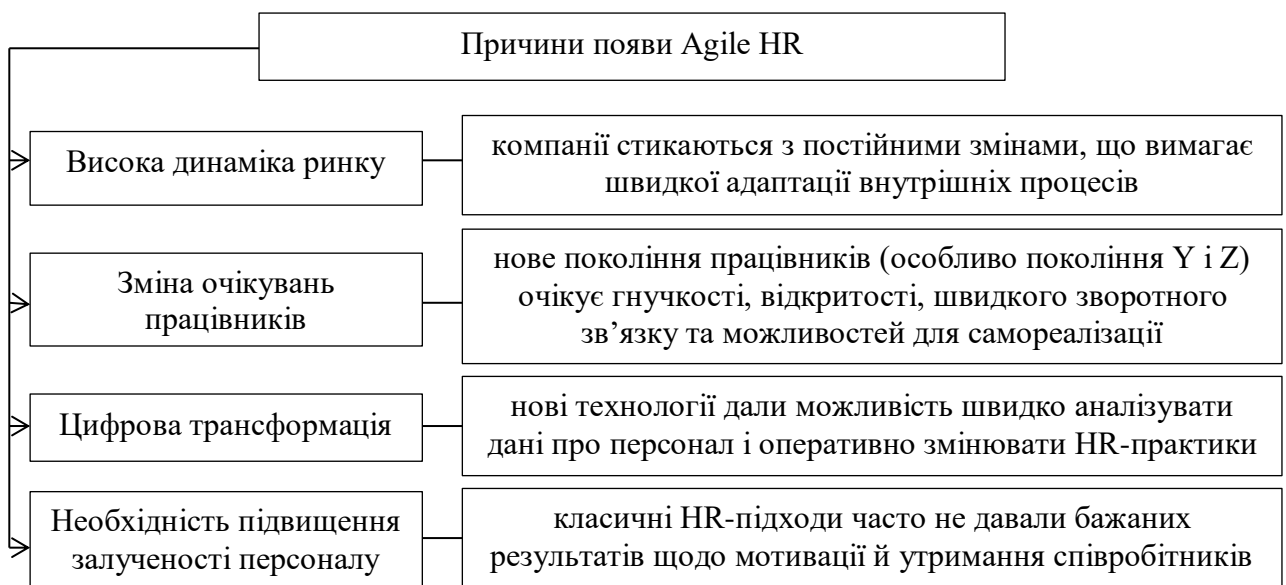 Причини появи Agile HR
Висока динаміка ринку
компанії стикаються з постійними змінами, що вимагає
швидкої адаптації внутрішніх процесів
Зміна очікувань
працівників
нове покоління працівників (особливо покоління Y і Z)
очікує гнучкості, відкритості, швидкого зворотного
зв’язку та можливостей для самореалізації
Цифрова трансформація
нові технології дали можливість швидко аналізувати
дані про персонал і оперативно змінювати HR-практики
Необхідність підвищення
залученості персоналу
класичні HR-підходи часто не давали бажаних
результатів щодо мотивації й утримання співробітників